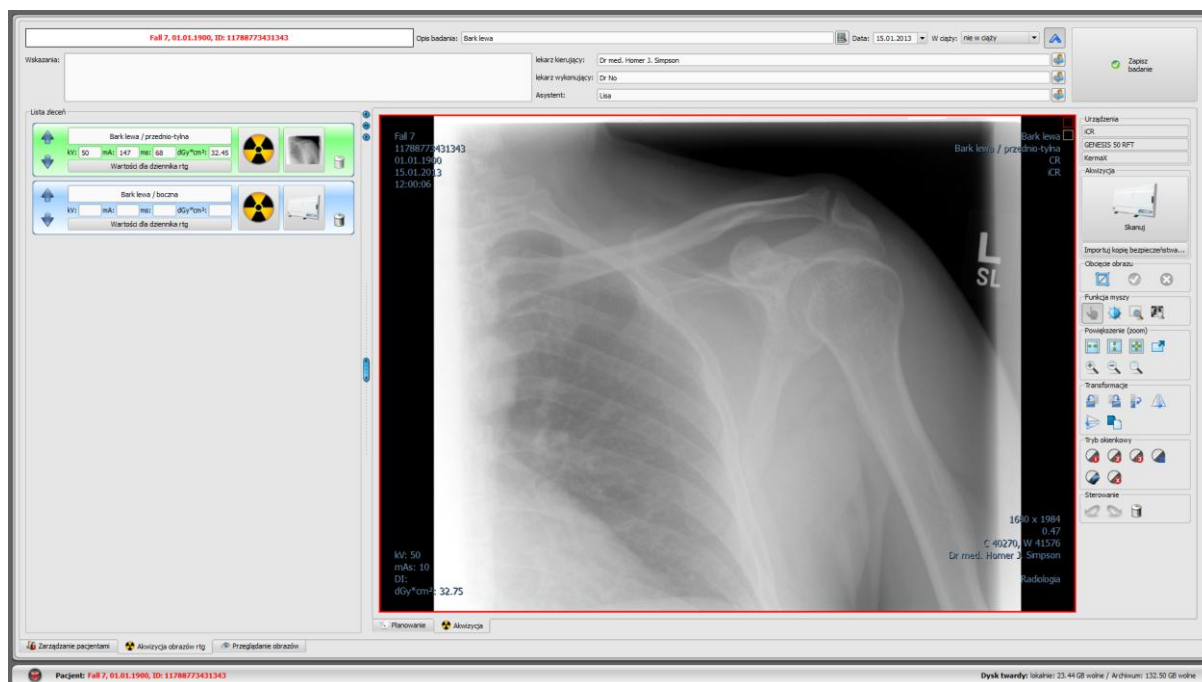 Fall 7, 01.01.1900, ID: 11788773431343
Opis badania: Bark lewa
Data: 15.01.2013
W ciąży: nie w ciąży
Wskazania:
lekarz kierujący: Dr med. Homer J. Simpson
lekarz wykonujący: Dr No
Asystent: Lisa
Zapisz
badanie
Lista zleceń
Bark lewa / przednio-tylna
kV: 50 mA: 147 ms: 68 dGy*cm²: 32.45
Wartości dla dziennika rtg
Bark lewa / boczna
kV: mA: ms: dGy*cm²:
Wartości dla dziennika rtg
Fall 7
11788773431343
01.01.1900
15.01.2013
12:00:06
Bark lewa
Bark lewa / przednio-tylna
CR
iCR
L
SL
kV: 50
mAs: 10
DI:
dGy*cm²: 32.75
1680 x 1984
0.47
C 40270, W 41576
Dr med. Homer J. Simpson
Radiologia
Urządzenia
iCR
GENESIS 50 RFT
KermaX
Akwizycja
Skanuj
Importuj kopię bezpieczeństwa...
Obcięcie obrazu
Funkcja myszy
Powiększenie (zoom)
Transformacje
Tryb okienkowy
Sterowanie
Planowanie
Akwizycja
Zarządzanie pacjentami
Akwizycja obrazów rtg
Przeglądanie obrazów
Pacjent: Fall 7, 01.01.1900, ID: 11788773431343
Dysk twardy: lokalnie: 23.44 GB wolne / Archiwum: 132.50 GB wolne